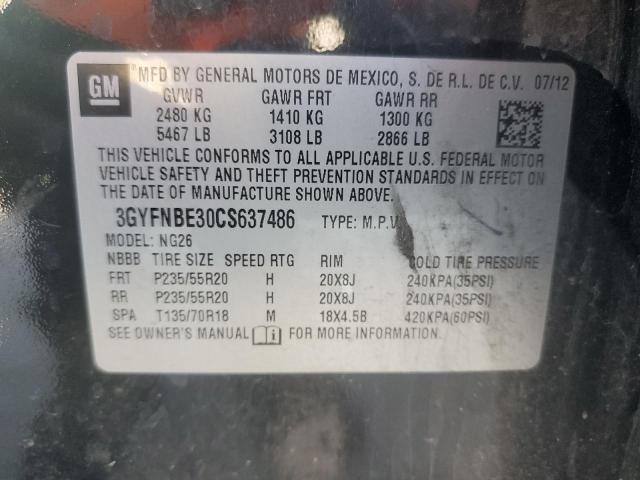 GM
MFD BY GENERAL MOTORS DE MEXICO, S. DE R.L. DE C.V. 07/12
GVWR GAWR FRT GAWR RR
2480 KG 1410 KG 1300 KG
5467 LB 3108 LB 2866 LB
THIS VEHICLE CONFORMS TO ALL APPLICABLE U.S. FEDERAL MOTOR
VEHICLE SAFETY AND THEFT PREVENTION STANDARDS IN EFFECT ON
THE DATE OF MANUFACTURE SHOWN ABOVE.
3GYFNBE30CS637486 TYPE: M.P.V
MODEL: NG26
NBBB TIRE SIZE SPEED RTG RIM COLD TIRE PRESSURE
FRT P235/55R20 H 20X8J 240KPA(35PSI)
RR P235/55R20 H 20X8J 240KPA(35PSI)
SPA T135/70R18 M 18X4.5B 420KPA(60PSI)
SEE OWNER'S MANUAL FOR MORE INFORMATION.